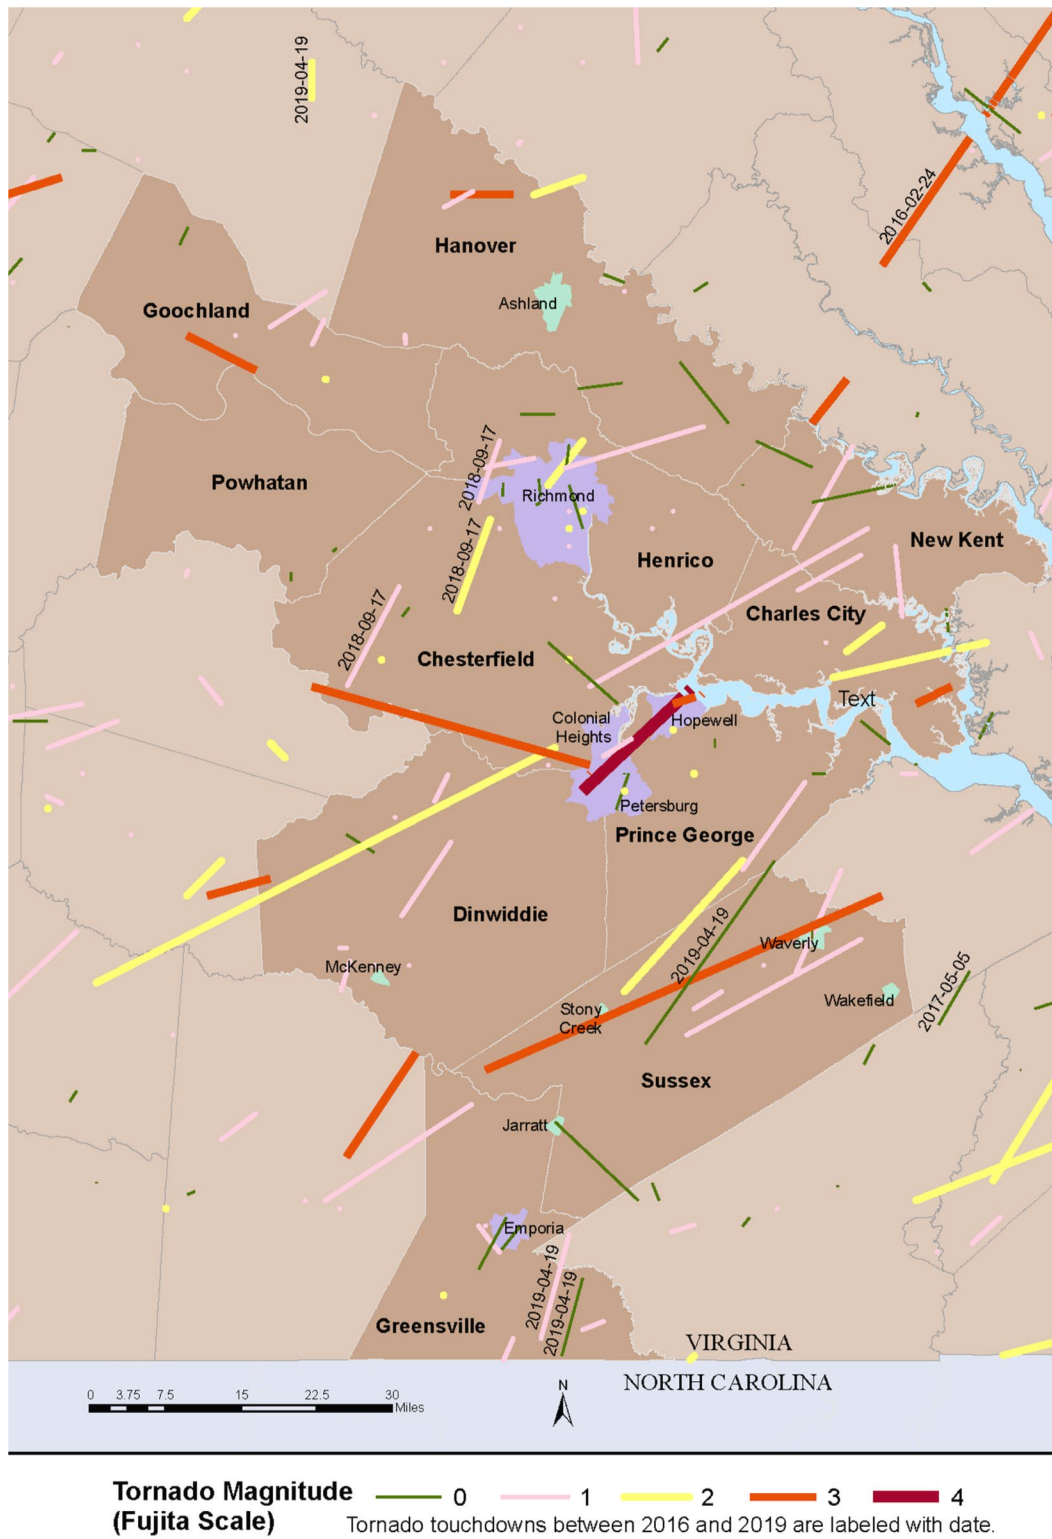 2019-04-19
2016-02-24
Hanover
Ashland
Goochland
2018-09-17
Powhatan
Richmond
2018-09-17
New Kent
Henrico
2018-09-17
Charles City
Chesterfield
Text
Colonial
Heights
Hopewell
Petersburg
Prince George
Dinwiddie
2019-04-19
Waverly
McKenney
Wakefield
2017-05-05
Stony
Creek
Sussex
Jarratt
Emporia
2019-04-19
2019-04-19
Greensville
VIRGINIA
NORTH CAROLINA
0 3.75 7.5 15 22.5 30
Miles
N
Tornado Magnitude
(Fujita Scale)
0 1 2 3 4
Tornado touchdowns between 2016 and 2019 are labeled with date.